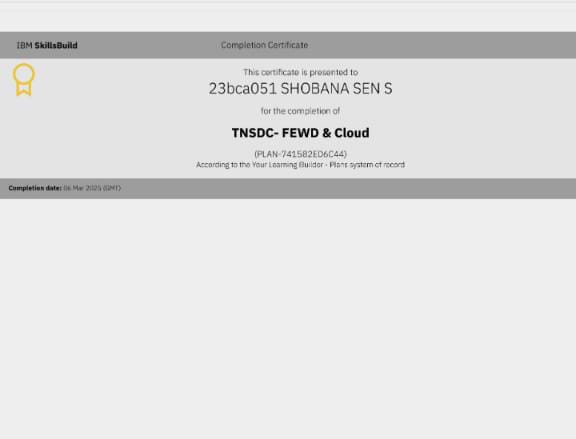 IBM SkillsBuild
Completion Certificate
This certificate is presented to
23bca051 SHOBANA SEN S
for the completion of
TNSDC- FEWD & Cloud
(PLAN-741582ED6C44)
According to the Your Learning Builder - Plans system of record
Completion date: 06 Mar 2025 (GMT)